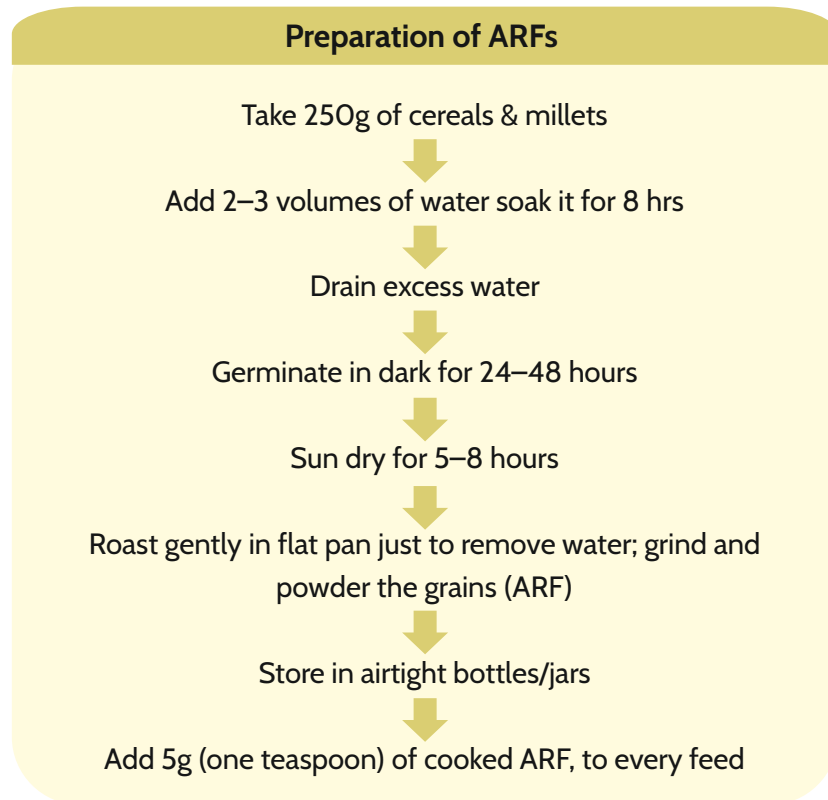 Preparation of ARFs
Take 250g of cereals & millets
Add 2–3 volumes of water soak it for 8 hrs
Drain excess water
Germinate in dark for 24–48 hours
Sun dry for 5–8 hours
Roast gently in flat pan just to remove water; grind and
powder the grains (ARF)
Store in airtight bottles/jars
Add 5g (one teaspoon) of cooked ARF, to every feed